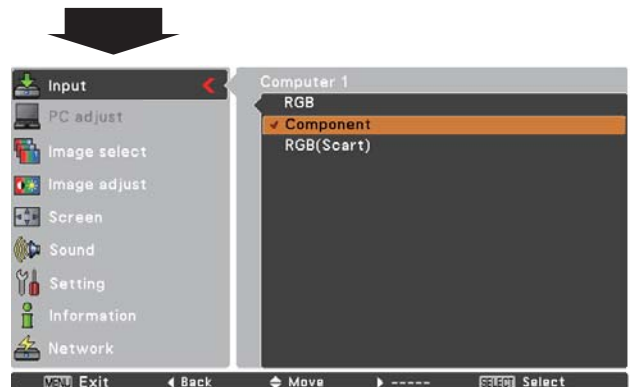 Input
PC adjust
Image select
Image adjust
Screen
Sound
Setting
Information
Network
Computer 1
RGB
Component
RGB(Scart)
MENU Exit Back Move ----- SELECT Select